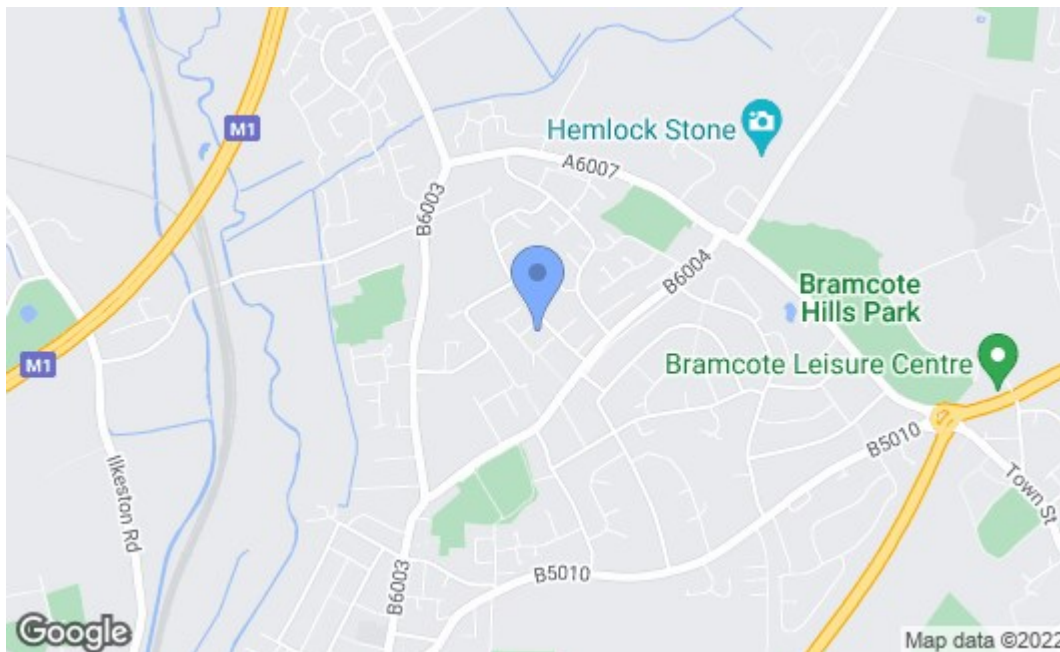 M1
Hemlock Stone
A6007
B6003
B6004
Bramcote
Hills Park
M1
Bramcote Leisure Centre
B5010
Ilkeston Rd
Town St
B5010
B6003
Google
Map data ©2022